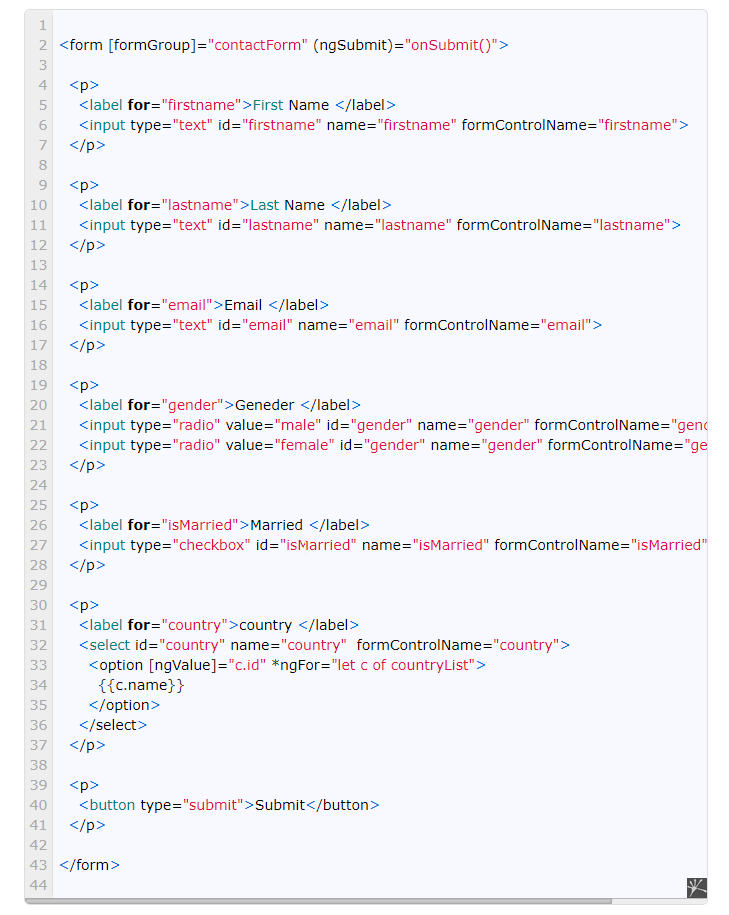 1
2 <form [formGroup]="contactForm" (ngSubmit)="onSubmit()">
3
4 <p>
5 <label for="firstname">First Name </label>
6 <input type="text" id="firstname" name="firstname" formControlName="firstname">
7 </p>
8
9 <p>
10 <label for="lastname">Last Name </label>
11 <input type="text" id="lastname" name="lastname" formControlName="lastname">
12 </p>
13
14 <p>
15 <label for="email">Email </label>
16 <input type="text" id="email" name="email" formControlName="email">
17 </p>
18
19 <p>
20 <label for="gender">Geneder </label>
21 <input type="radio" value="male" id="gender" name="gender" formControlName="gend
22 <input type="radio" value="female" id="gender" name="gender" formControlName="ge
23 </p>
24
25 <p>
26 <label for="isMarried">Married </label>
27 <input type="checkbox" id="isMarried" name="isMarried" formControlName="isMarried"
28 </p>
29
30 <p>
31 <label for="country">country </label>
32 <select id="country" name="country" formControlName="country">
33 <option [ngValue]="c.id" *ngFor="let c of countryList">
34 {{c.name}}
35 </option>
36 </select>
37 </p>
38
39 <p>
40 <button type="submit">Submit</button>
41 </p>
42
43 </form>
44